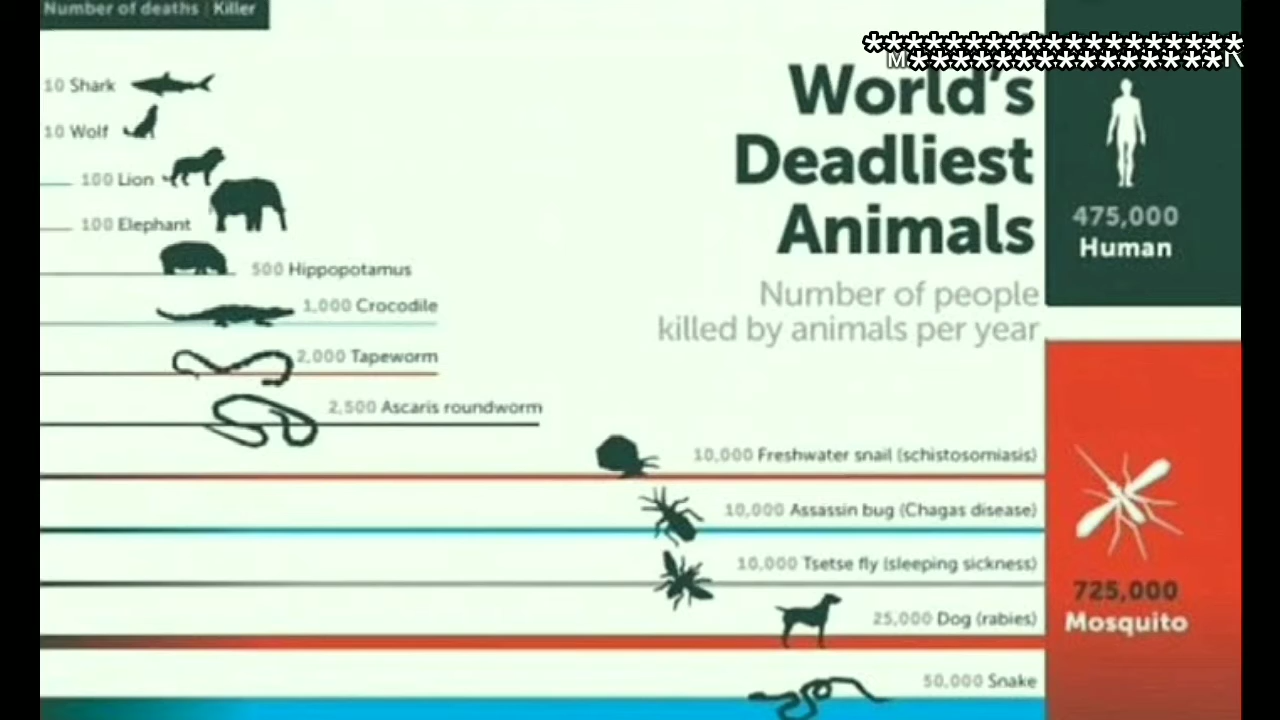 Number of deaths | Killer
*****************
M***************R
World's
Deadliest
Animals
Number of people
killed by animals per year
10 Shark
10 Wolf
100 Lion
100 Elephant
500 Hippopotamus
1,000 Crocodile
2,000 Tapeworm
2,500 Ascaris roundworm
10,000 Freshwater snail (schistosomiasis)
10,000 Assassin bug (Chagas disease)
10,000 Tsetse fly (sleeping sickness)
25,000 Dog (rabies)
50,000 Snake
475,000
Human
725,000
Mosquito